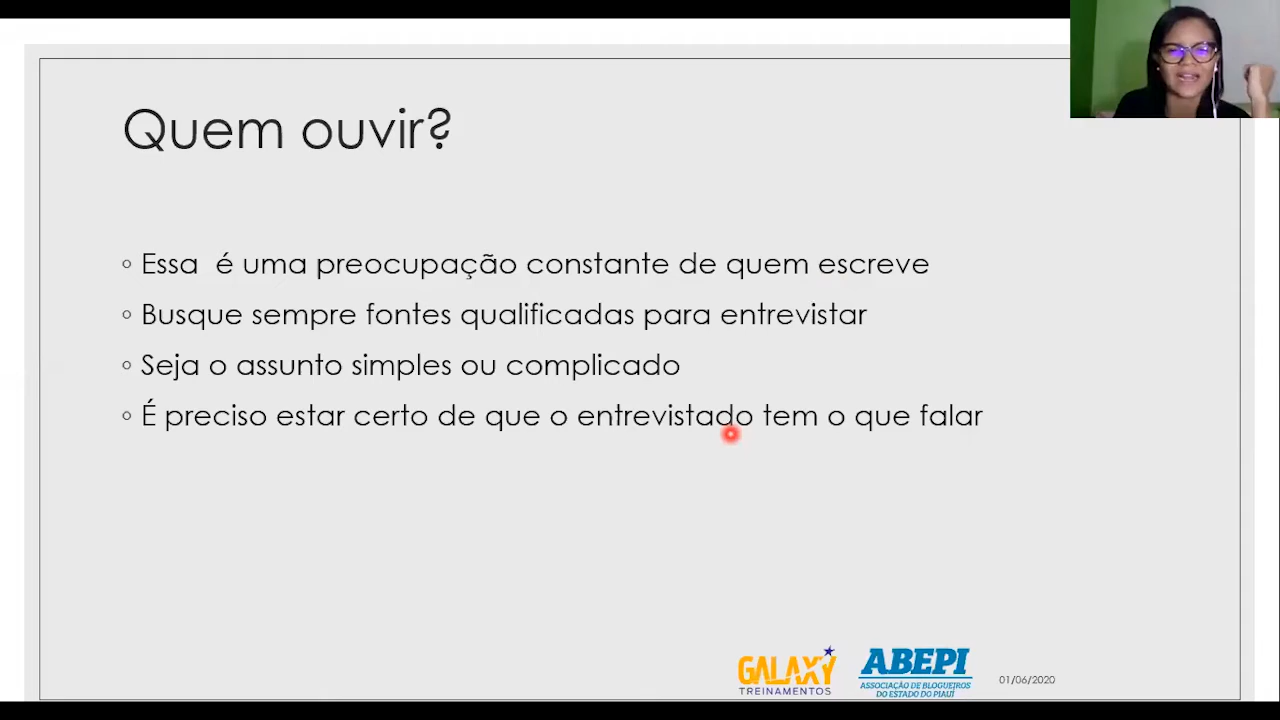 Quem ouvir?
Essa é uma preocupação constante de quem escreve
Busque sempre fontes qualificadas para entrevistar
Seja o assunto simples ou complicado
É preciso estar certo de que o entrevistado tem o que falar
GALAXY
TREINAMENTOS
ABEPI
ASSOCIAÇÃO DE BLOGUEIROS
DO ESTADO DO PIAUÍ
01/06/2020